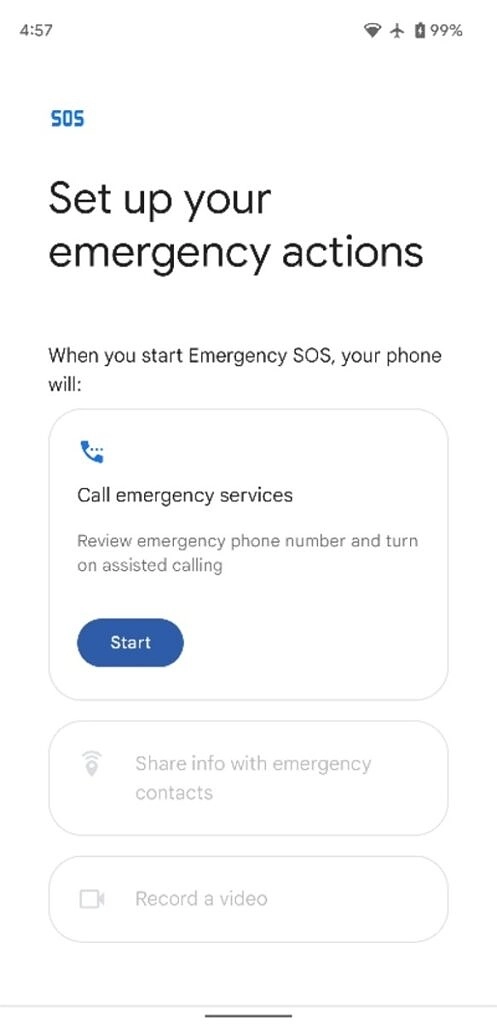 4:57
99%
SOS
Set up your
emergency actions
When you start Emergency SOS, your phone
will:
Call emergency services
Review emergency phone number and turn
on assisted calling
Start
Share info with emergency
contacts
Record a video